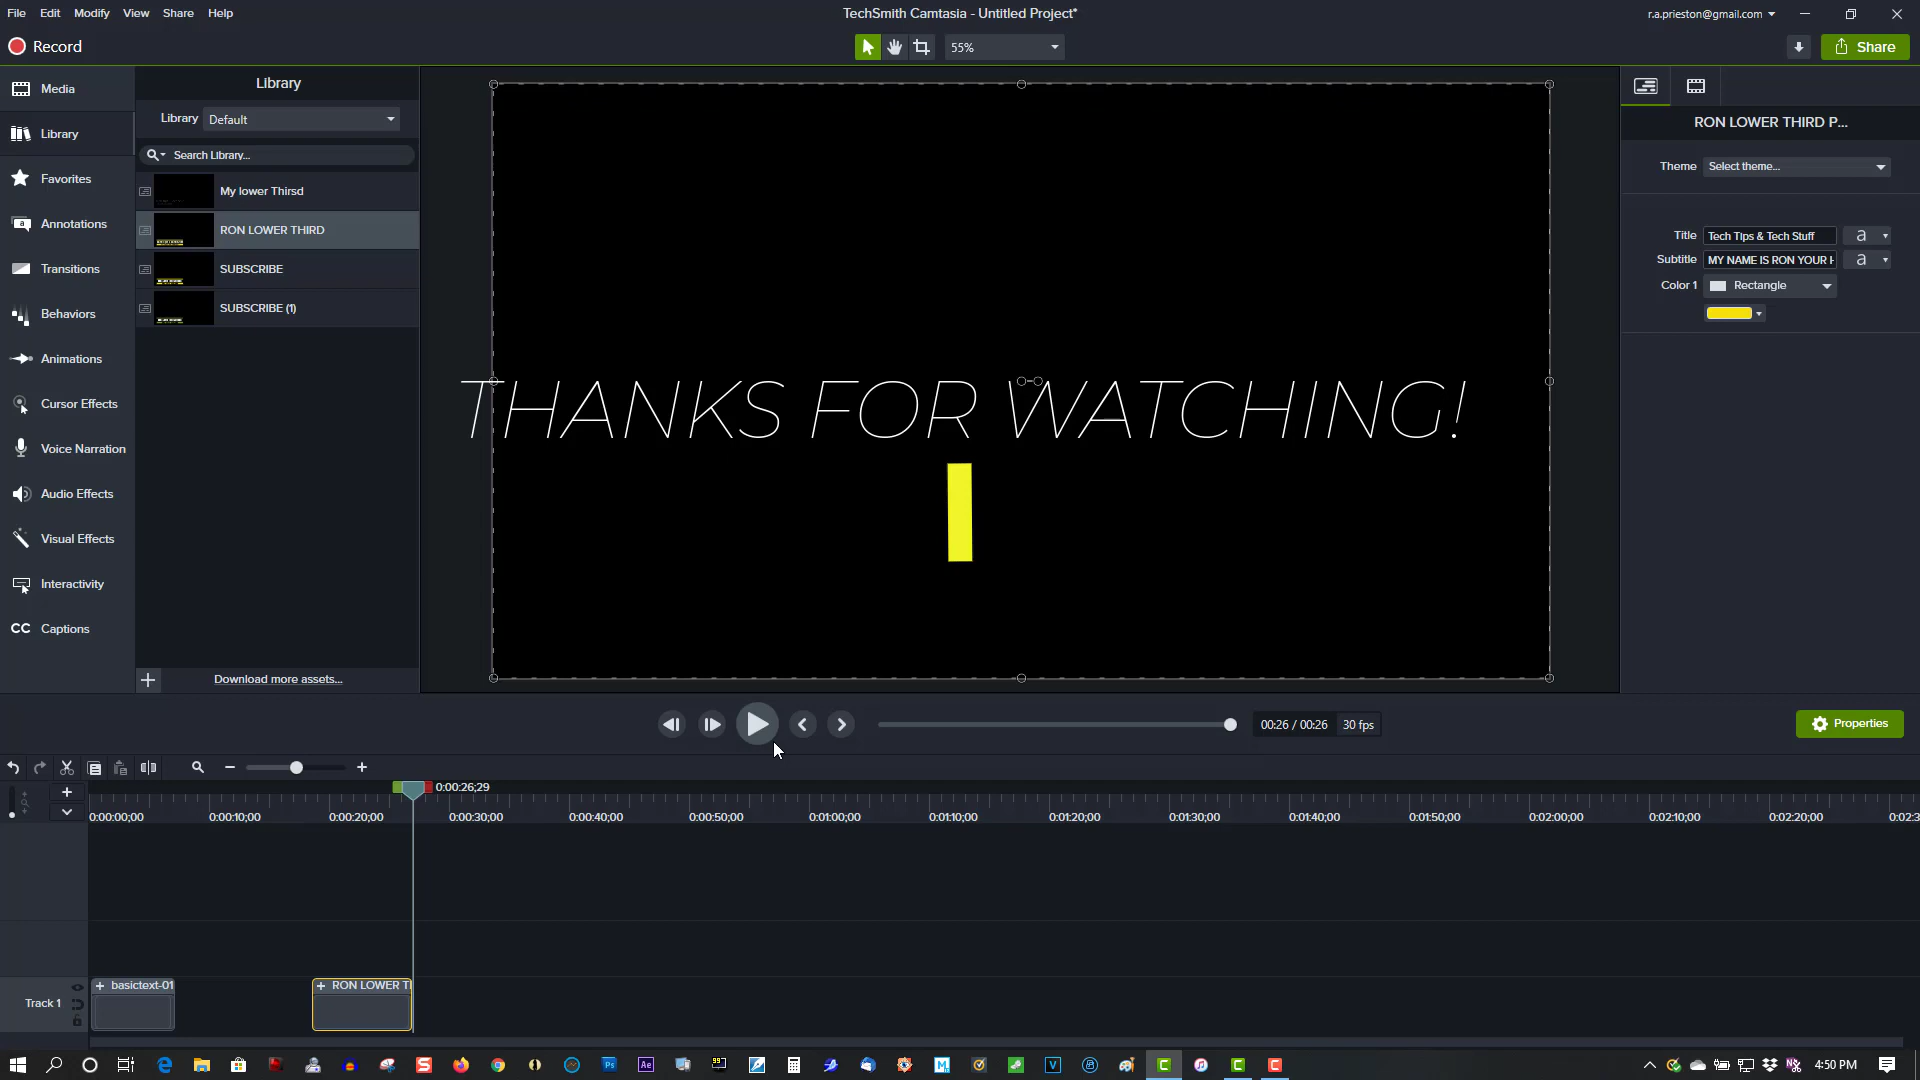 File Edit Modify View Share Help
TechSmith Camtasia - Untitled Project*
r.a.prieston@gmail.com
Record
55%
Share
Media
Library
Favorites
Annotations
Transitions
Behaviors
Animations
Cursor Effects
Voice Narration
Audio Effects
Visual Effects
Interactivity
CC Captions
Library
Library Default
Search Library...
My lower Thirsd
RON LOWER THIRD
SUBSCRIBE
SUBSCRIBE (1)
Download more assets...
THANKS FOR WATCHING!
RON LOWER THIRD P...
Theme Select theme...
Title Tech Tips & Tech Stuff a
Subtitle MY NAME IS RON YOUR H a
Color 1 Rectangle
00:26 / 00:26 30 fps
Properties
0:00:26;29
0:00:00;00 0:00:10;00 0:00:20;00 0:00:30;00 0:00:40;00 0:00:50;00 0:01:00;00 0:01:10;00 0:01:20;00 0:01:30;00 0:01:40;00 0:01:50;00 0:02:00;00 0:02:10;00 0:02:20;00 0:02:3
Track 1
basictext-01
RON LOWER TH
4:50 PM